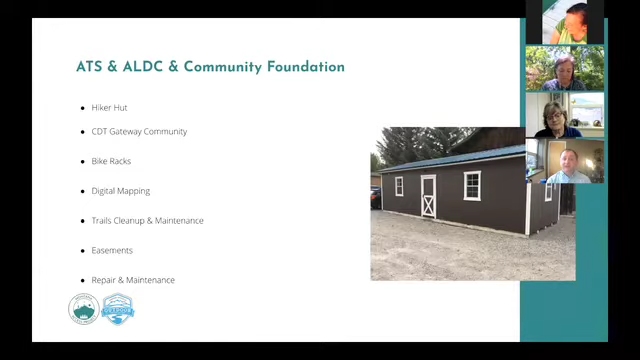 ATS & ALDC & Community Foundation
● Hiker Hut
● CDT Gateway Community
● Bike Racks
● Digital Mapping
● Trails Cleanup & Maintenance
● Easements
● Repair & Maintenance